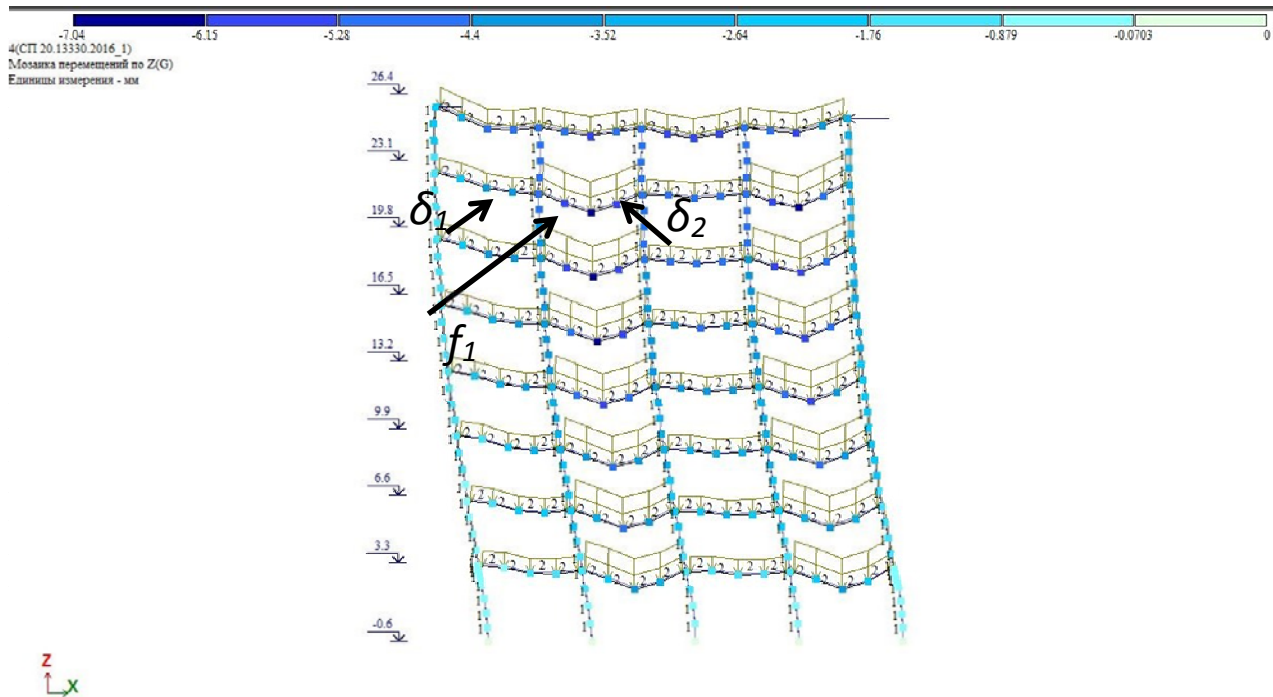 -7.04 -6.15 -5.28 -4.4 -3.52 -2.64 -1.76 -0.879 -0.0703 0
4(СП 20.13330.2016_1)
Мозаика перемещений по Z(G)
Единицы измерения - мм
26.4
23.1
19.8
δ1
δ2
16.5
f1
13.2
9.9
6.6
3.3
-0.6
Z
X